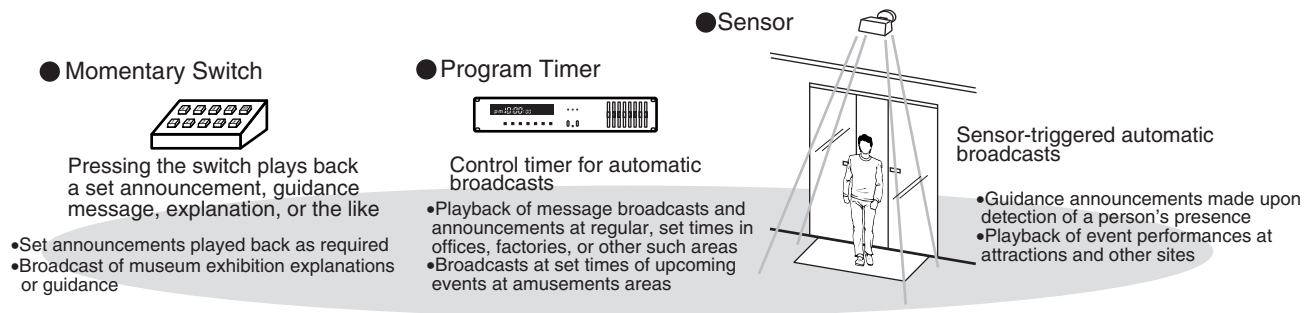 ● Momentary Switch
Pressing the switch plays back
a set announcement, guidance
message, explanation, or the like
•Set announcements played back as required
•Broadcast of museum exhibition explanations
or guidance
● Program Timer
pm10:00:00
Control timer for automatic
broadcasts
•Playback of message broadcasts and
announcements at regular, set times in
offices, factories, or other such areas
•Broadcasts at set times of upcoming
events at amusements areas
● Sensor
Sensor-triggered automatic
broadcasts
•Guidance announcements made upon
detection of a person's presence
•Playback of event performances at
attractions and other sites